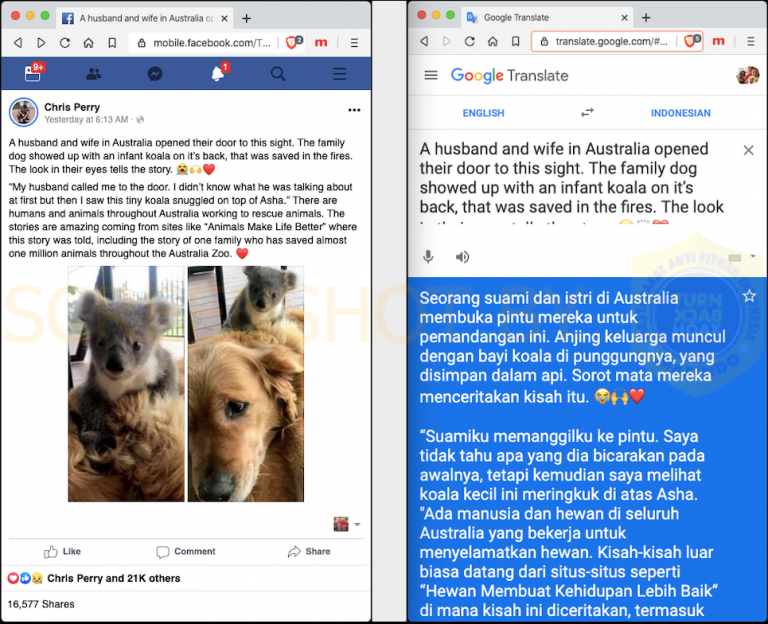 A husband and wife in Australia op
mobile.facebook.com/T...
2
m
9+
1
Chris Perry
Yesterday at 6:13 AM ·
A husband and wife in Australia opened their door to this sight. The family
dog showed up with an infant koala on it's back, that was saved in the fires.
The look in their eyes tells the story. 😭🙌❤️
“My husband called me to the door. I didn't know what he was talking about
at first but then I saw this tiny koala snuggled on top of Asha.” There are
humans and animals throughout Australia working to rescue animals. The
stories are amazing coming from sites like “Animals Make Life Better” where
this story was told, including the story of one family who has saved almost
one million animals throughout the Australia Zoo. ❤️
Like
Comment
Share
Chris Perry and 21K others
16,577 Shares
Google Translate
translate.google.com/#...
m
Google Translate
ENGLISH
INDONESIAN
A husband and wife in Australia opened
their door to this sight. The family dog
showed up with an infant koala on it's
back, that was saved in the fires. The look
Seorang suami dan istri di Australia
membuka pintu mereka untuk
pemandangan ini. Anjing keluarga muncul
dengan bayi koala di punggungnya, yang
disimpan dalam api. Sorot mata mereka
menceritakan kisah itu. 😭🙌❤️
“Suamiku memanggilku ke pintu. Saya
tidak tahu apa yang dia bicarakan pada
awalnya, tetapi kemudian saya melihat
koala kecil ini meringkuk di atas Asha.
"Ada manusia dan hewan di seluruh
Australia yang bekerja untuk
menyelamatkan hewan. Kisah-kisah luar
biasa datang dari situs-situs seperti
“Hewan Membuat Kehidupan Lebih Baik”
di mana kisah ini diceritakan, termasuk
TURN
BACK
HOAX